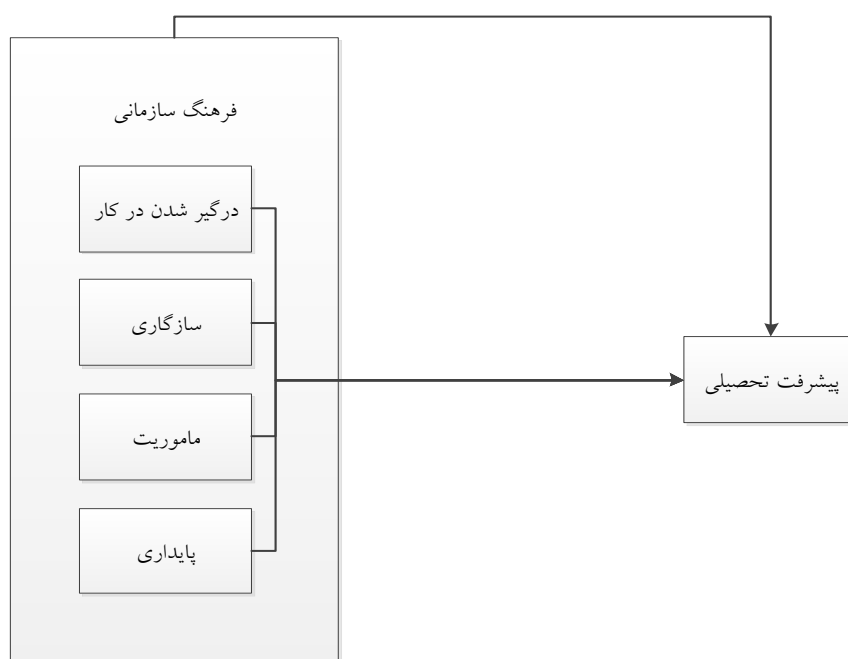 فرهنگ سازمانی
درگیر شدن در کار
سازگاری
ماموریت
پایداری
پیشرفت تحصیلی